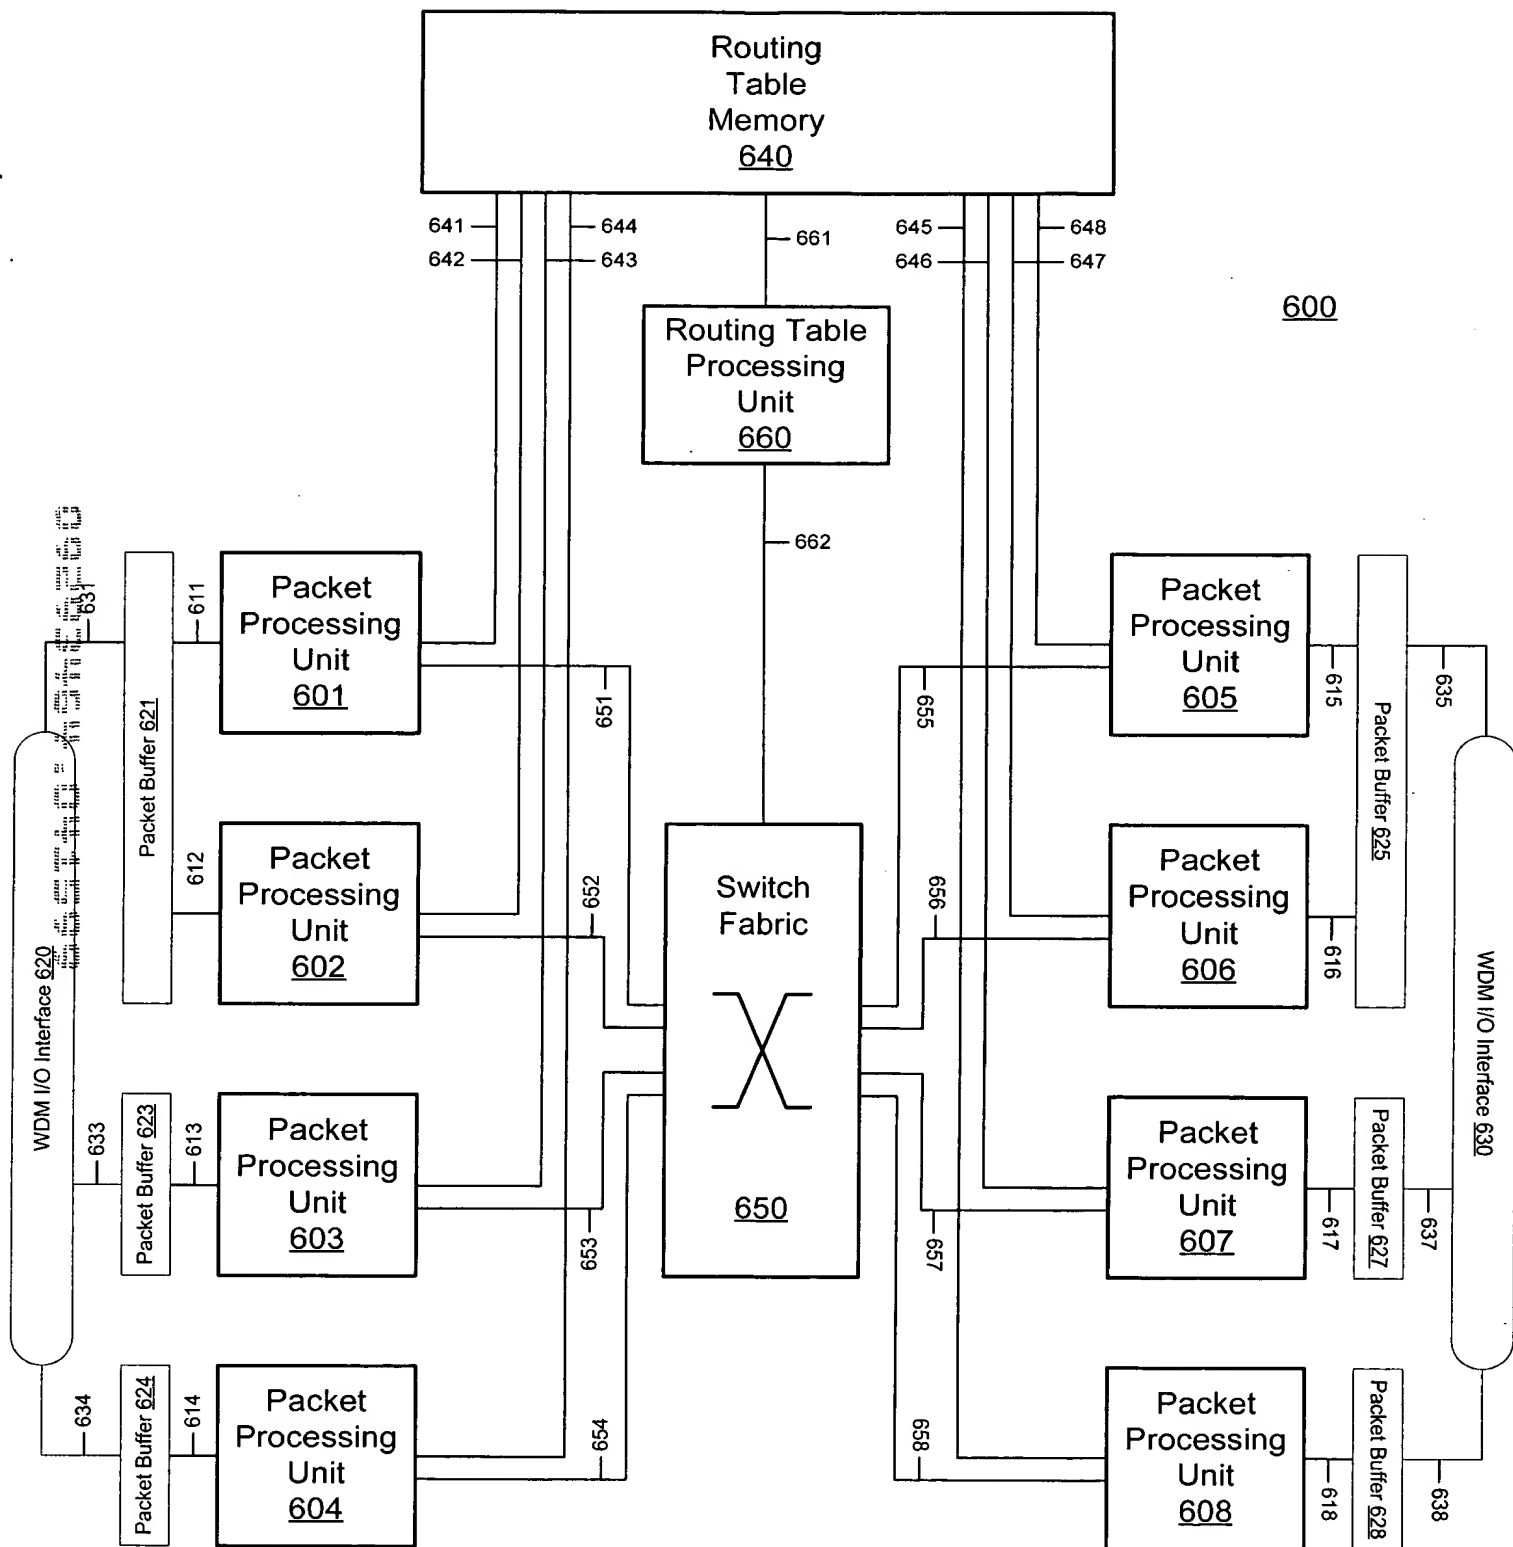 Routing
Table
Memory
640
641
644
642
643
661
645
648
646
647
600
Routing Table
Processing
Unit
660
662
631
611
Packet
Processing
Unit
601
651
Packet Buffer 621
612
Packet
Processing
Unit
602
652
WDM I/O Interface 620
633
Packet Buffer 623
613
Packet
Processing
Unit
603
653
634
Packet Buffer 624
614
Packet
Processing
Unit
604
654
Switch
Fabric
650
655
Packet
Processing
Unit
605
615
635
Packet Buffer 625
656
Packet
Processing
Unit
606
616
WDM I/O Interface 630
657
Packet
Processing
Unit
607
617
Packet Buffer 627
637
658
Packet
Processing
Unit
608
618
Packet Buffer 628
638